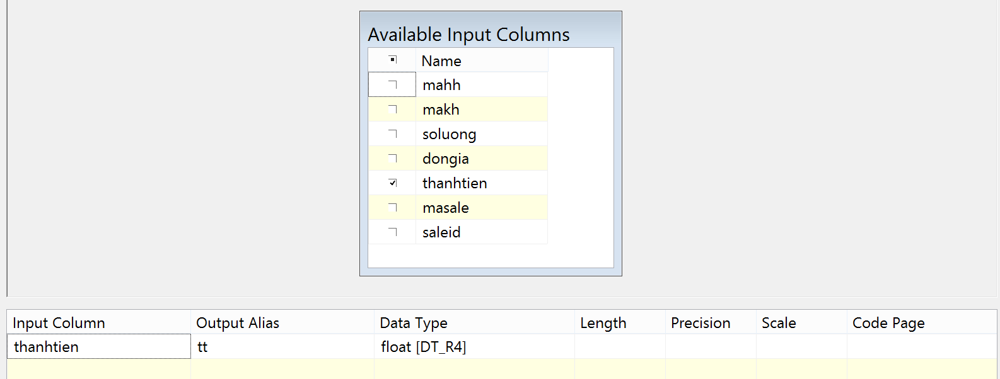 Available Input Columns
Name
mahh
makh
soluong
dongia
thanhtien
masale
saleid
Input Column Output Alias Data Type Length Precision Scale Code Page
thanhtien tt float [DT_R4]